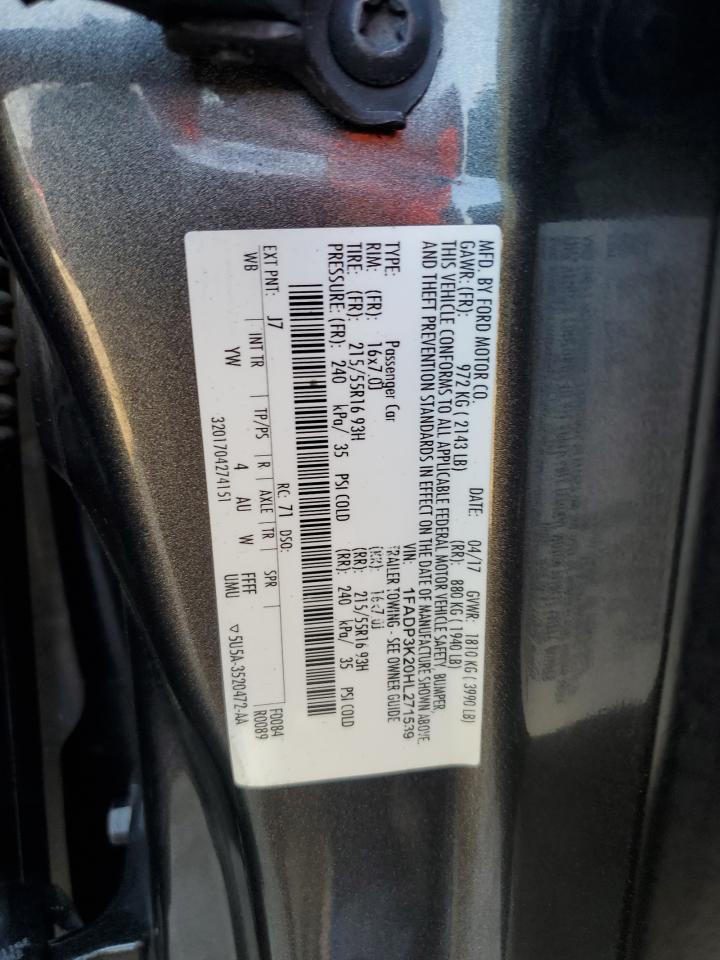 MFD. BY FORD MOTOR CO. DATE: 04/17 GVWR: 1810 KG ( 3990 LB)
GAWR: (FR): 972 KG ( 2143 LB) (RR): 880 KG ( 1940 LB)
THIS VEHICLE CONFORMS TO ALL APPLICABLE FEDERAL MOTOR VEHICLE SAFETY, BUMPER,
AND THEFT PREVENTION STANDARDS IN EFFECT ON THE DATE OF MANUFACTURE SHOWN ABOVE.
VIN: 1FADP3K20HL271539
TYPE: Passenger Car TRAILER TOWING - SEE OWNER GUIDE
RIM: (FR): 16x7.0J (RR): 16x7.0J
TIRE: (FR): 215/55R16 93H (RR): 215/55R16 93H
PRESSURE: (FR): 240 kPa/ 35 PSI COLD (RR): 240 kPa/ 35 PSI COLD
RC: 71 DSO: F0084
EXT PNT: J7 R0089
WB INT TR TP/PS R AXLE TR SPR
YW 4 AU W FFFF UMU
3201704274151 ▽5U5A-3520472-AA